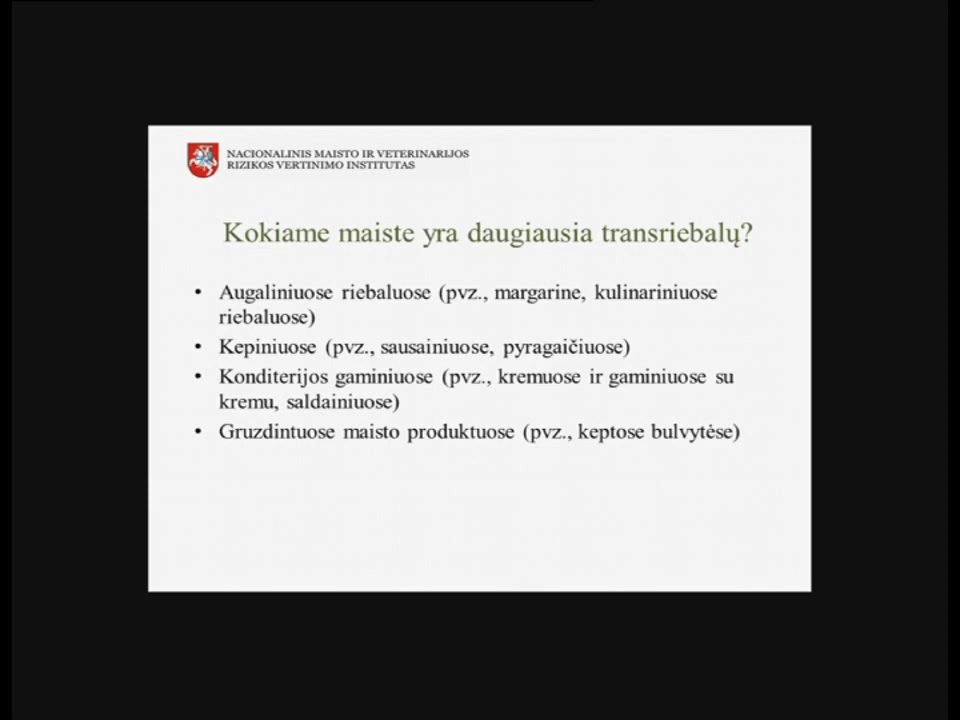 NACIONALINIS MAISTO IR VETERINARIJOS
RIZIKOS VERTINIMO INSTITUTAS
Kokiame maiste yra daugiausia transriebalų?
• Augaliniuose riebaluose (pvz., margarine, kulinariniuose
riebaluose)
• Kepiniuose (pvz., sausainiuose, pyragaičiuose)
• Konditerijos gaminiuose (pvz., kremuose ir gaminiuose su
kremu, saldainiuose)
• Gruzdintuose maisto produktuose (pvz., keptose bulvytėse)